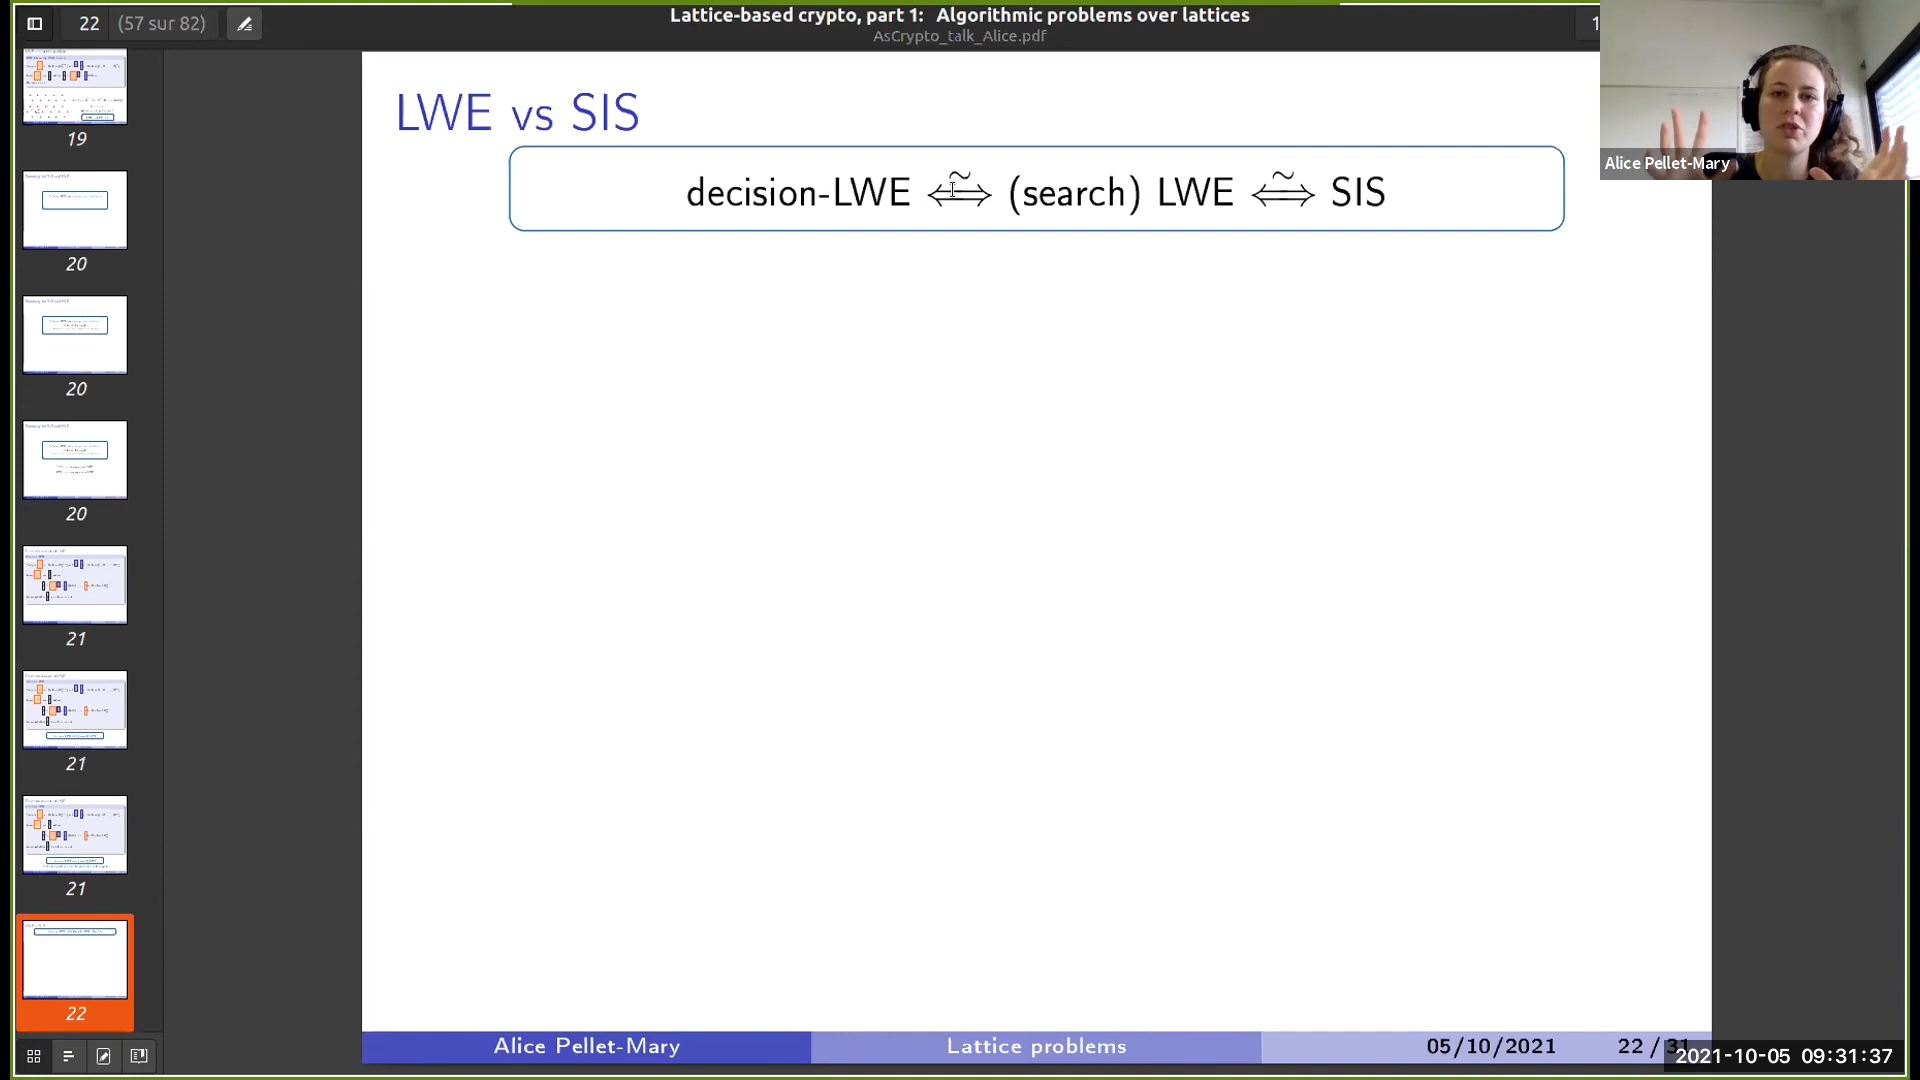 22 (57 sur 82)
Lattice-based crypto, part 1: Algorithmic problems over lattices
AsCrypto_talk_Alice.pdf
19
20
20
20
21
21
21
22
LWE vs SIS
decision-LWE ⟺̃ (search) LWE ⟺̃ SIS
Alice Pellet-Mary
Alice Pellet-Mary
Lattice problems
05/10/2021
22 / 31
2021-10-05 09:31:37